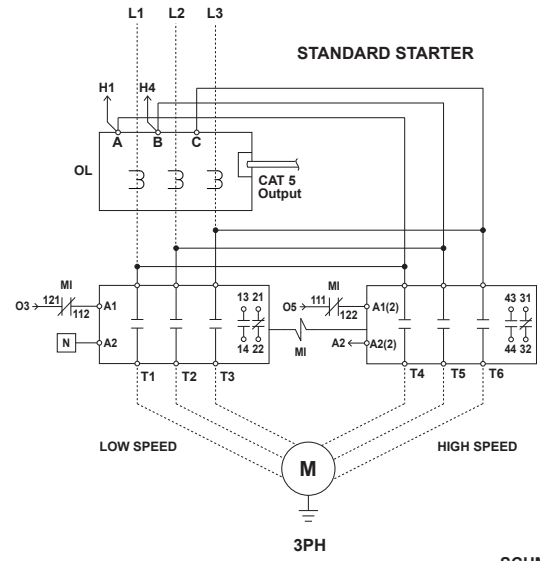 L1 L2 L3
STANDARD STARTER
H1 H4
A B C
OL
CAT 5
Output
MI MI
O3 121 112 A1 13 21 O5 111 122 A1(2) 43 31
N A2 14 22 MI A2 A2(2) 44 32
T1 T2 T3 T4 T5 T6
LOW SPEED HIGH SPEED
M
3PH